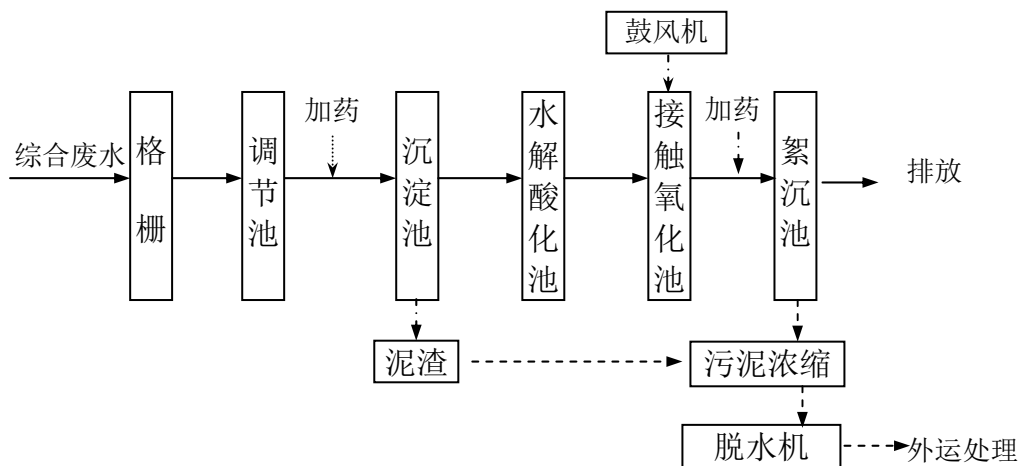 鼓风机
综合废水
格栅
调节池
加药
沉淀池
水解酸化池
接触氧化池
加药
絮沉池
排放
泥渣
污泥浓缩
脱水机
外运处理